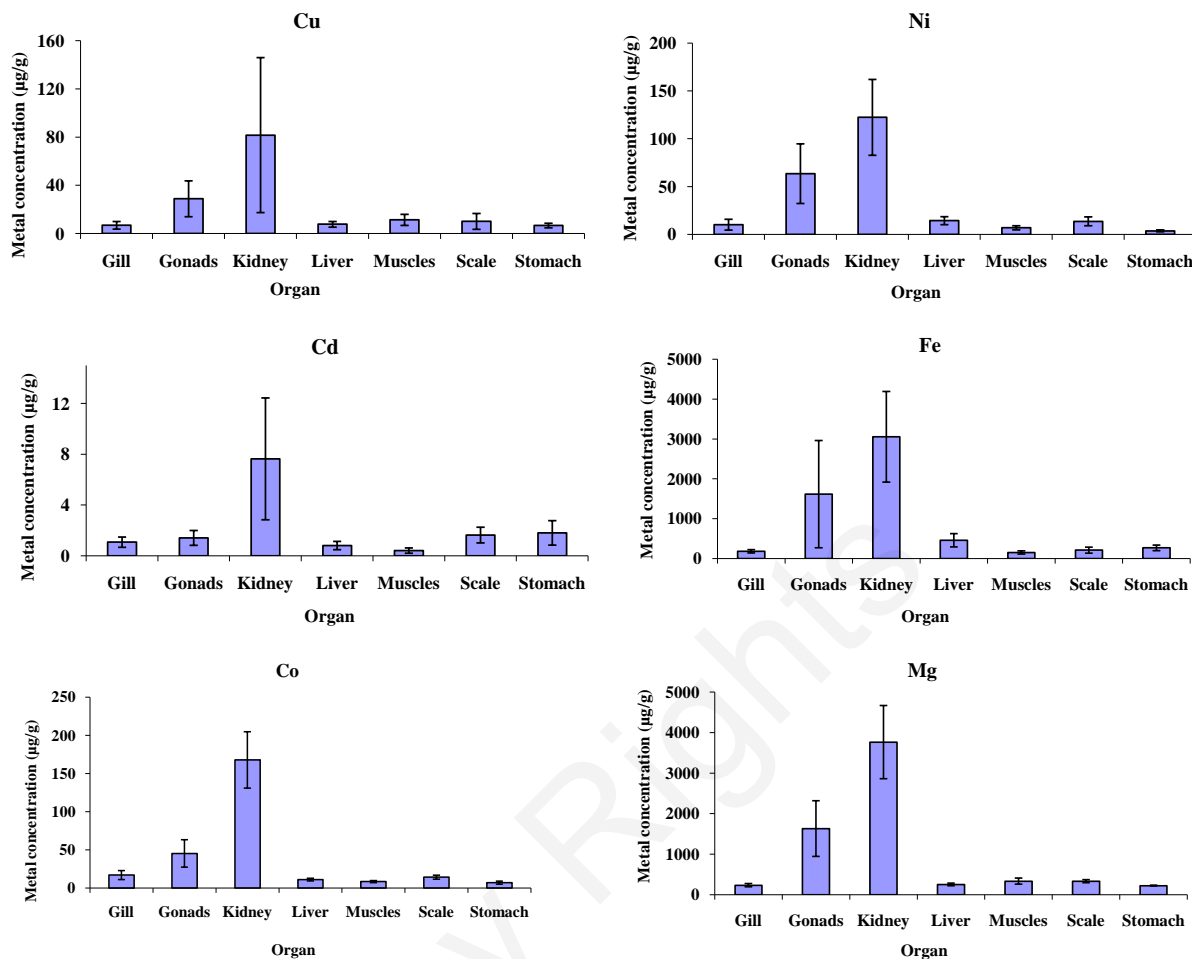 Cu
Metal concentration (µg/g)
160
120
80
40
0
Gill Gonads Kidney Liver Muscles Scale Stomach
Organ
Ni
Metal concentration (µg/g)
200
150
100
50
0
Gill Gonads Kidney Liver Muscles Scale Stomach
Organ
Cd
Metal concentration (µg/g)
12
8
4
0
Gill Gonads Kidney Liver Muscles Scale Stomach
Organ
Fe
Metal concentration (µg/g)
5000
4000
3000
2000
1000
0
Gill Gonads Kidney Liver Muscles Scale Stomach
Organ
Co
Metal concentration (µg/g)
250
200
150
100
50
0
Gill Gonads Kidney Liver Muscles Scale Stomach
Organ
Mg
Metal concentration (µg/g)
5000
4000
3000
2000
1000
0
Gill Gonads Kidney Liver Muscles Scale Stomach
Organ
Rights